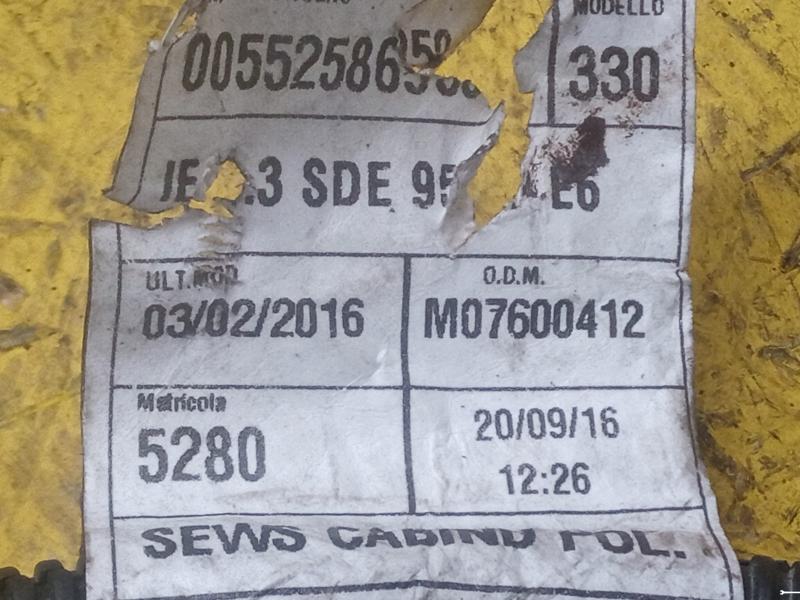 MODELLO
330
SDE
E6
ULT.MOD.
O.D.M.
03/02/2016
M07600412
Matricola
5280
20/09/16
12:26
SEWS CABIND POL.